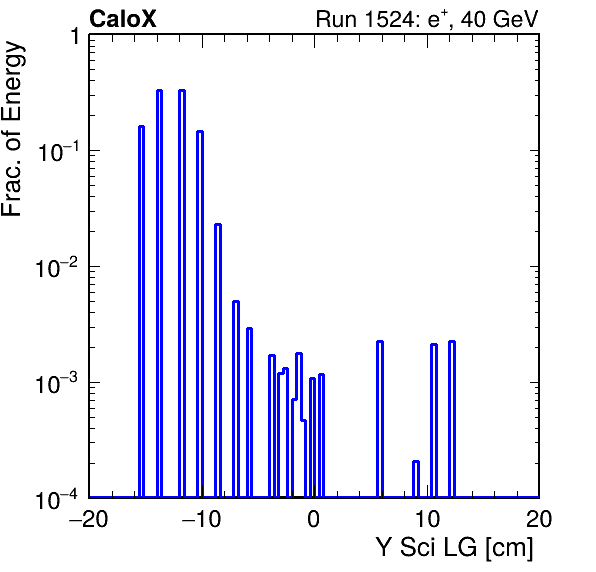 CaloX Run 1524: e⁺, 40 GeV
Frac. of Energy
1
10⁻¹
10⁻²
10⁻³
10⁻⁴
−20 −10 0 10 20
Y Sci LG [cm]